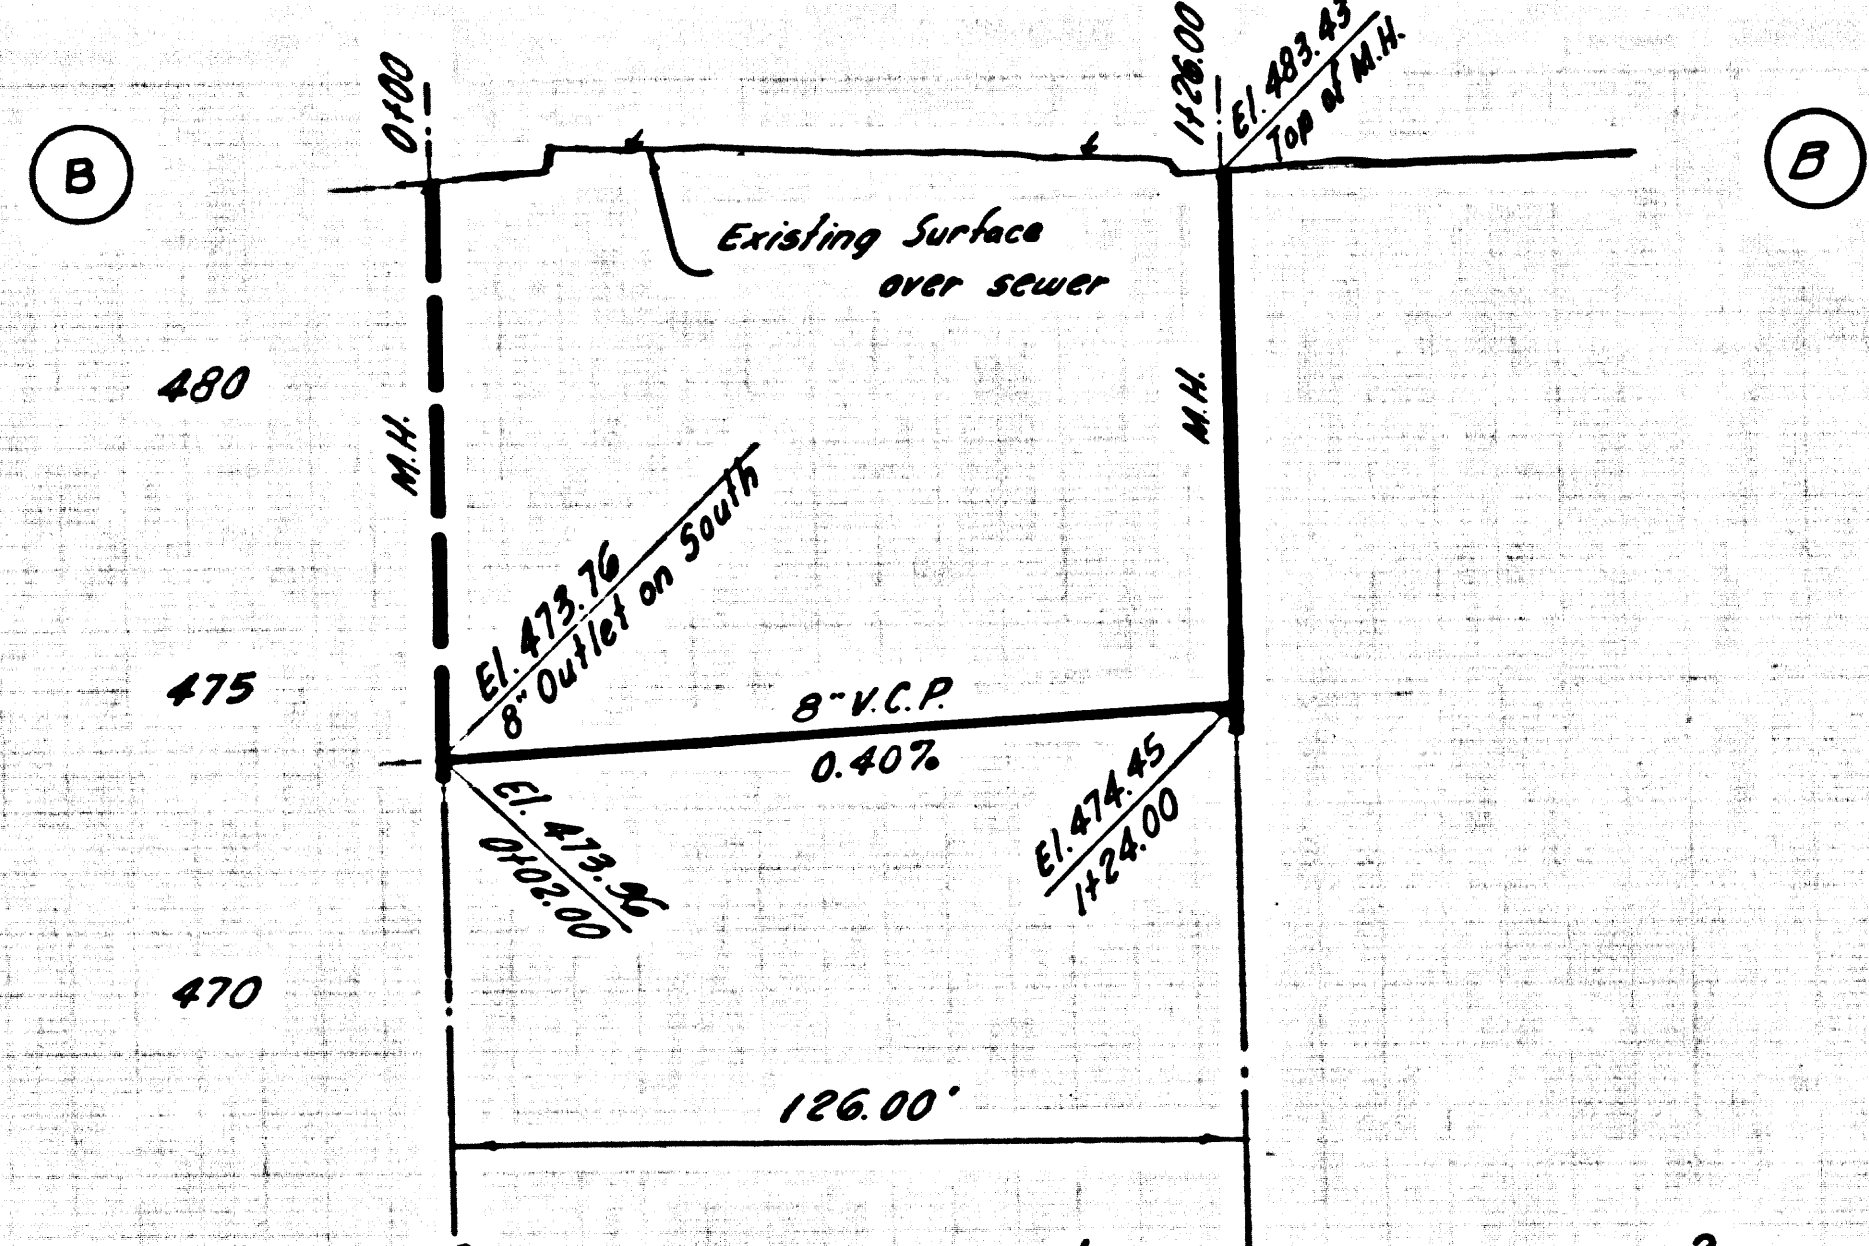 0+00
1+26.00
El. 483.43
Top of M.H.
B
B
Existing Surface
over sewer
480
M.H.
M.H.
El. 473.76
8" Outlet on South
475
8" V.C.P.
0.40%
El. 473.96
0+02.00
El. 474.45
1+24.00
470
126.00'